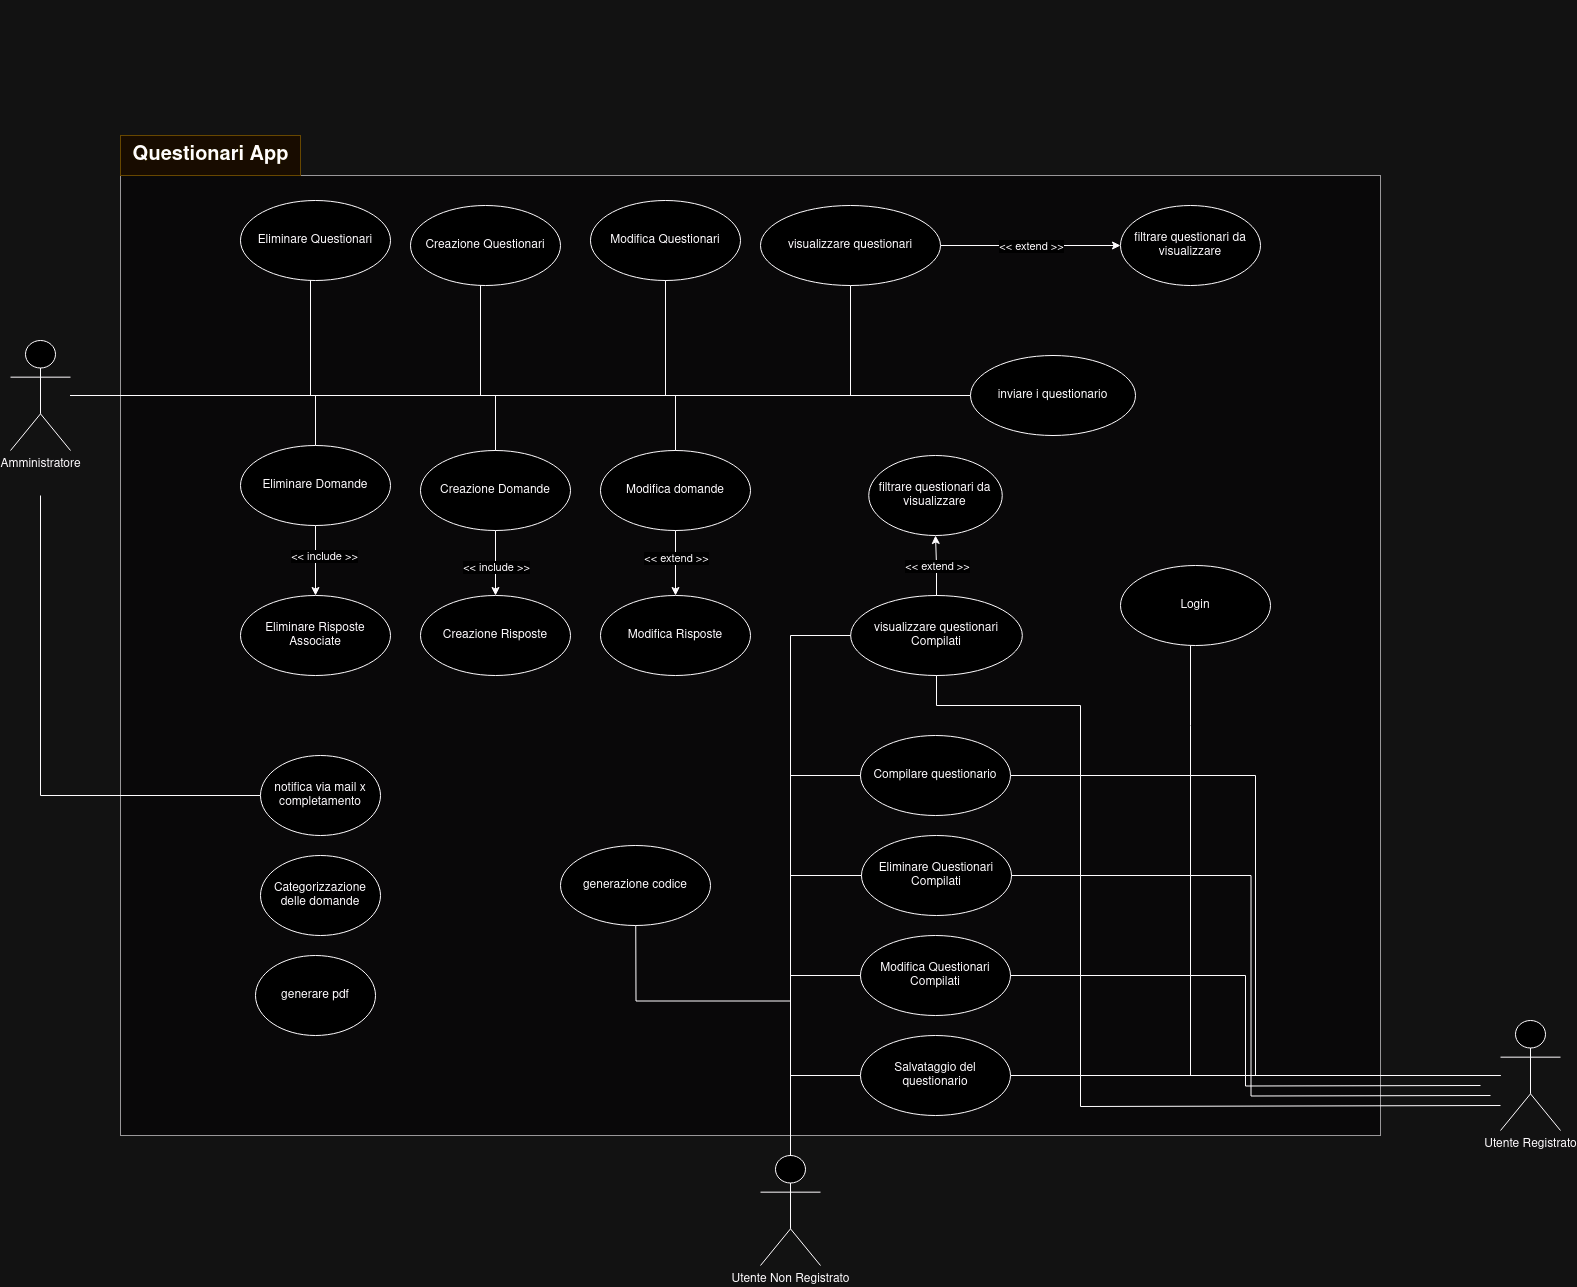 Questionari App
Eliminare Questionari
Creazione Questionari
Modifica Questionari
visualizzare questionari
<< extend >>
filtrare questionari da
visualizzare
inviare i questionario
Amministratore
Eliminare Domande
Creazione Domande
Modifica domande
filtrare questionari da
visualizzare
<< include >>
<< include >>
<< extend >>
<< extend >>
Eliminare Risposte
Associate
Creazione Risposte
Modifica Risposte
visualizzare questionari
Compilati
Login
notifica via mail x
completamento
Compilare questionario
Categorizzazione
delle domande
generazione codice
Eliminare Questionari
Compilati
generare pdf
Modifica Questionari
Compilati
Salvataggio del
questionario
Utente Registrato
Utente Non Registrato